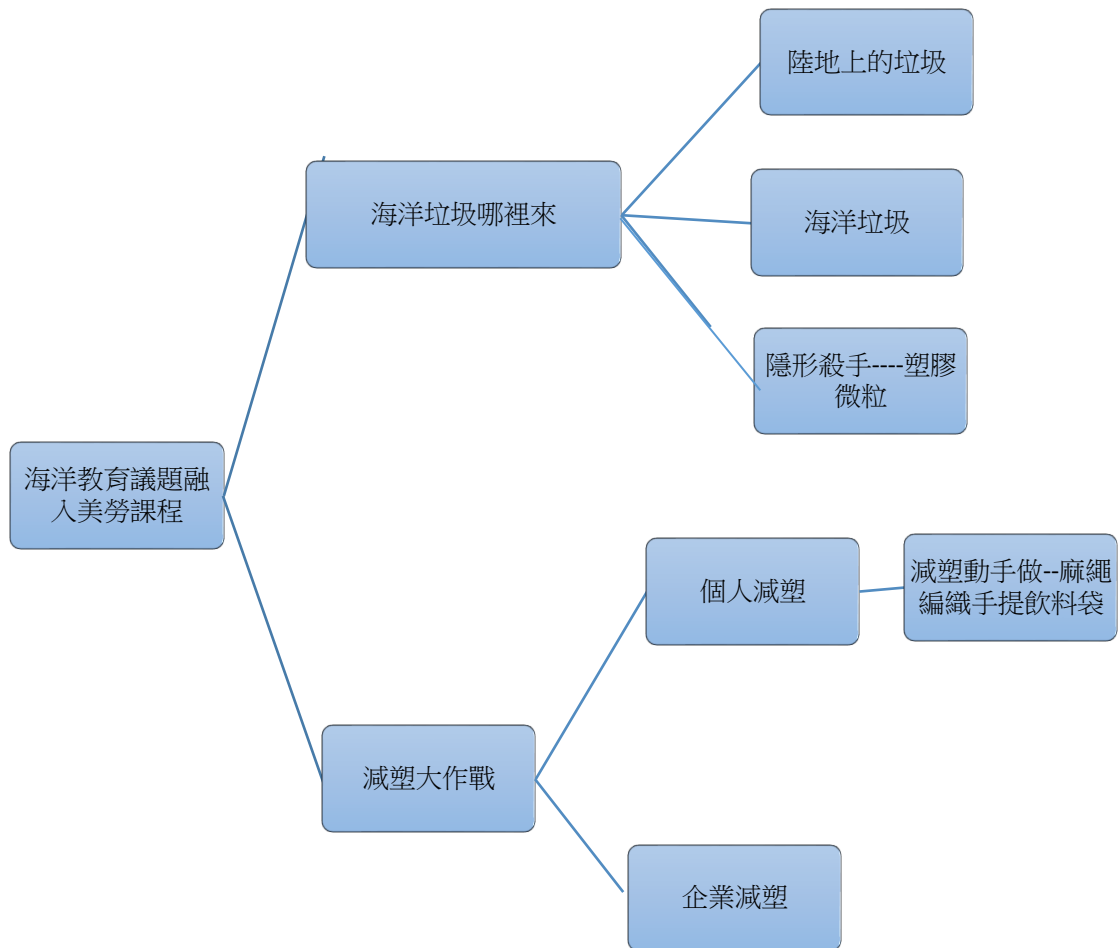 陸地上的垃圾
海洋垃圾哪裡來
海洋垃圾
隱形殺手----塑膠
微粒
海洋教育議題融
入美勞課程
個人減塑
減塑動手做--麻繩
編織手提飲料袋
減塑大作戰
企業減塑